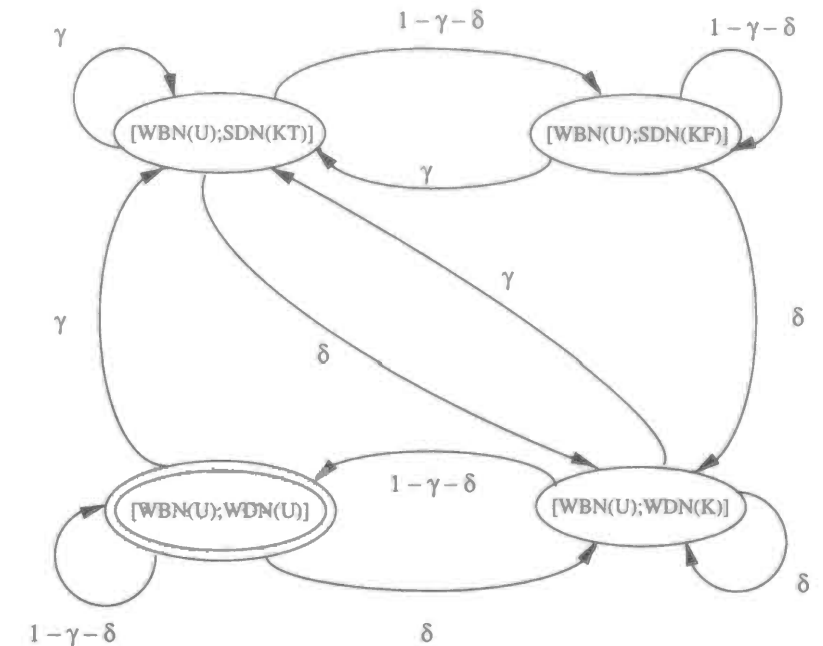 γ
1 – γ – δ
1 – γ – δ
[WBN(U);SDN(KT)]
[WBN(U);SDN(KF)]
γ
γ
γ
δ
δ
1 – γ – δ
[WBN(U);WDN(U)]
[WBN(U);WDN(K)]
δ
1 – γ – δ
δ